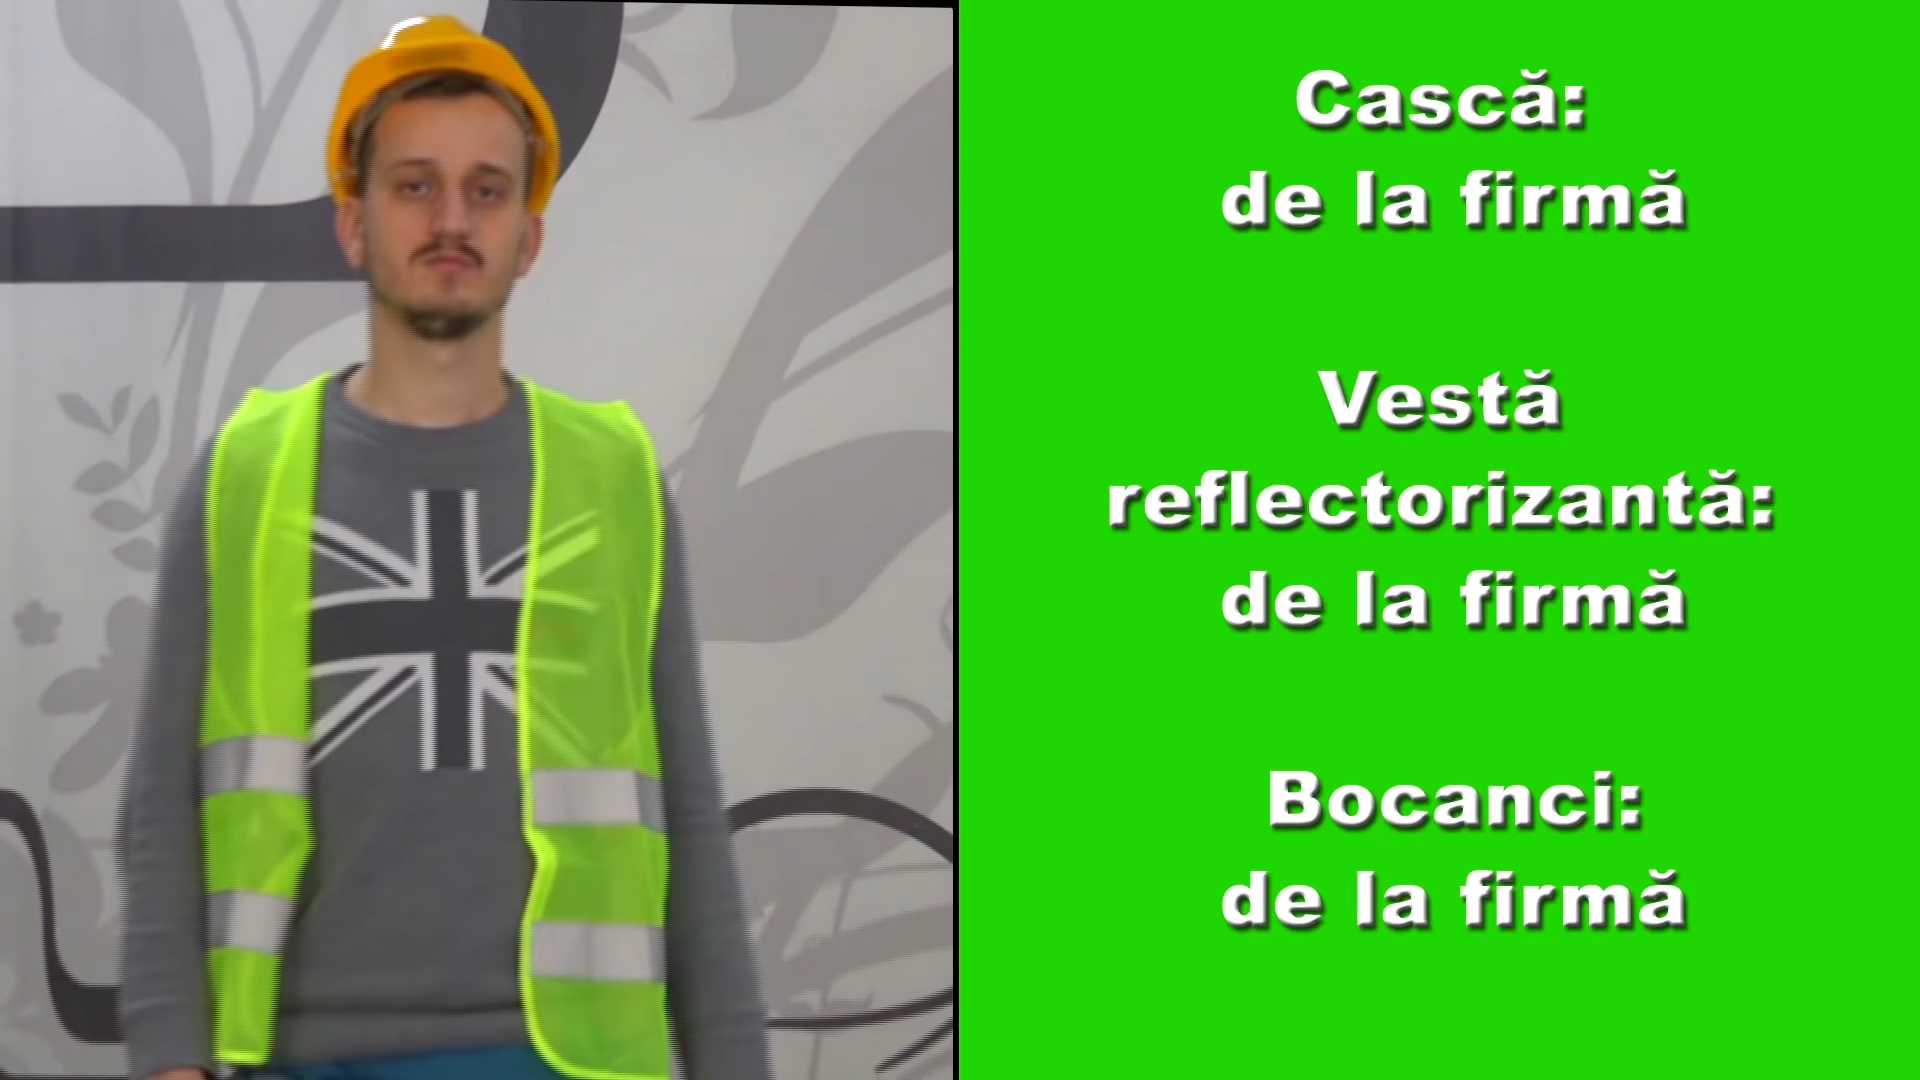 Cască:
de la firmă
Vestă
reflectorizantă:
de la firmă
Bocanci:
de la firmă